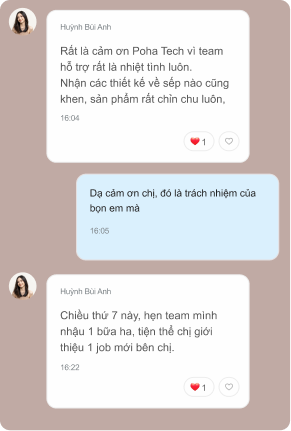 Huỳnh Bùi Anh
Rất là cảm ơn Poha Tech vì team
hỗ trợ rất là nhiệt tình luôn.
Nhận các thiết kế về sếp nào cũng
khen, sản phẩm rất chỉn chu luôn,
16:04
1
Dạ cảm ơn chị, đó là trách nhiệm của
bọn em mà
16:05
Huỳnh Bùi Anh
Chiều thứ 7 này, hẹn team mình
nhậu 1 bữa ha, tiện thể chị giới
thiệu 1 job mới bên chị.
16:22
1